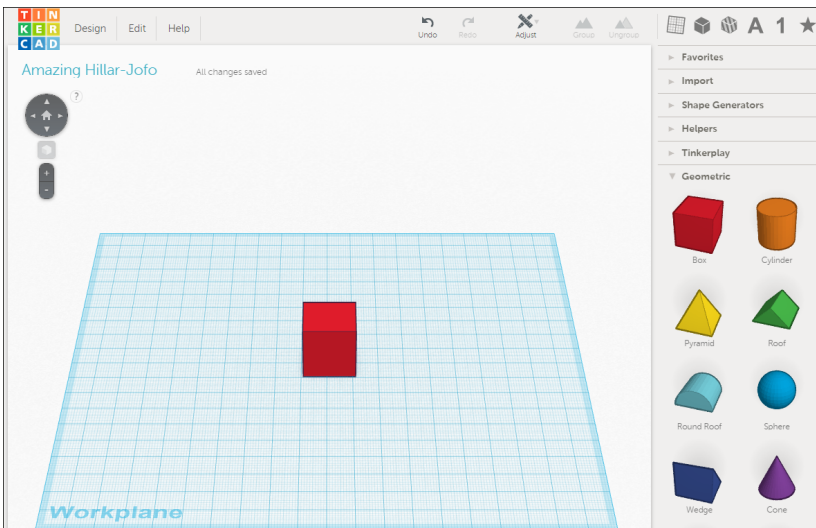 TIN
KER
CAD
Design Edit Help
Undo Redo Adjust Group Ungroup
A 1
Amazing Hillar-Jofo All changes saved
?
+
-
Favorites
Import
Shape Generators
Helpers
Tinkerplay
Geometric
Box Cylinder
Pyramid Roof
Round Roof Sphere
Wedge Cone
Workplane